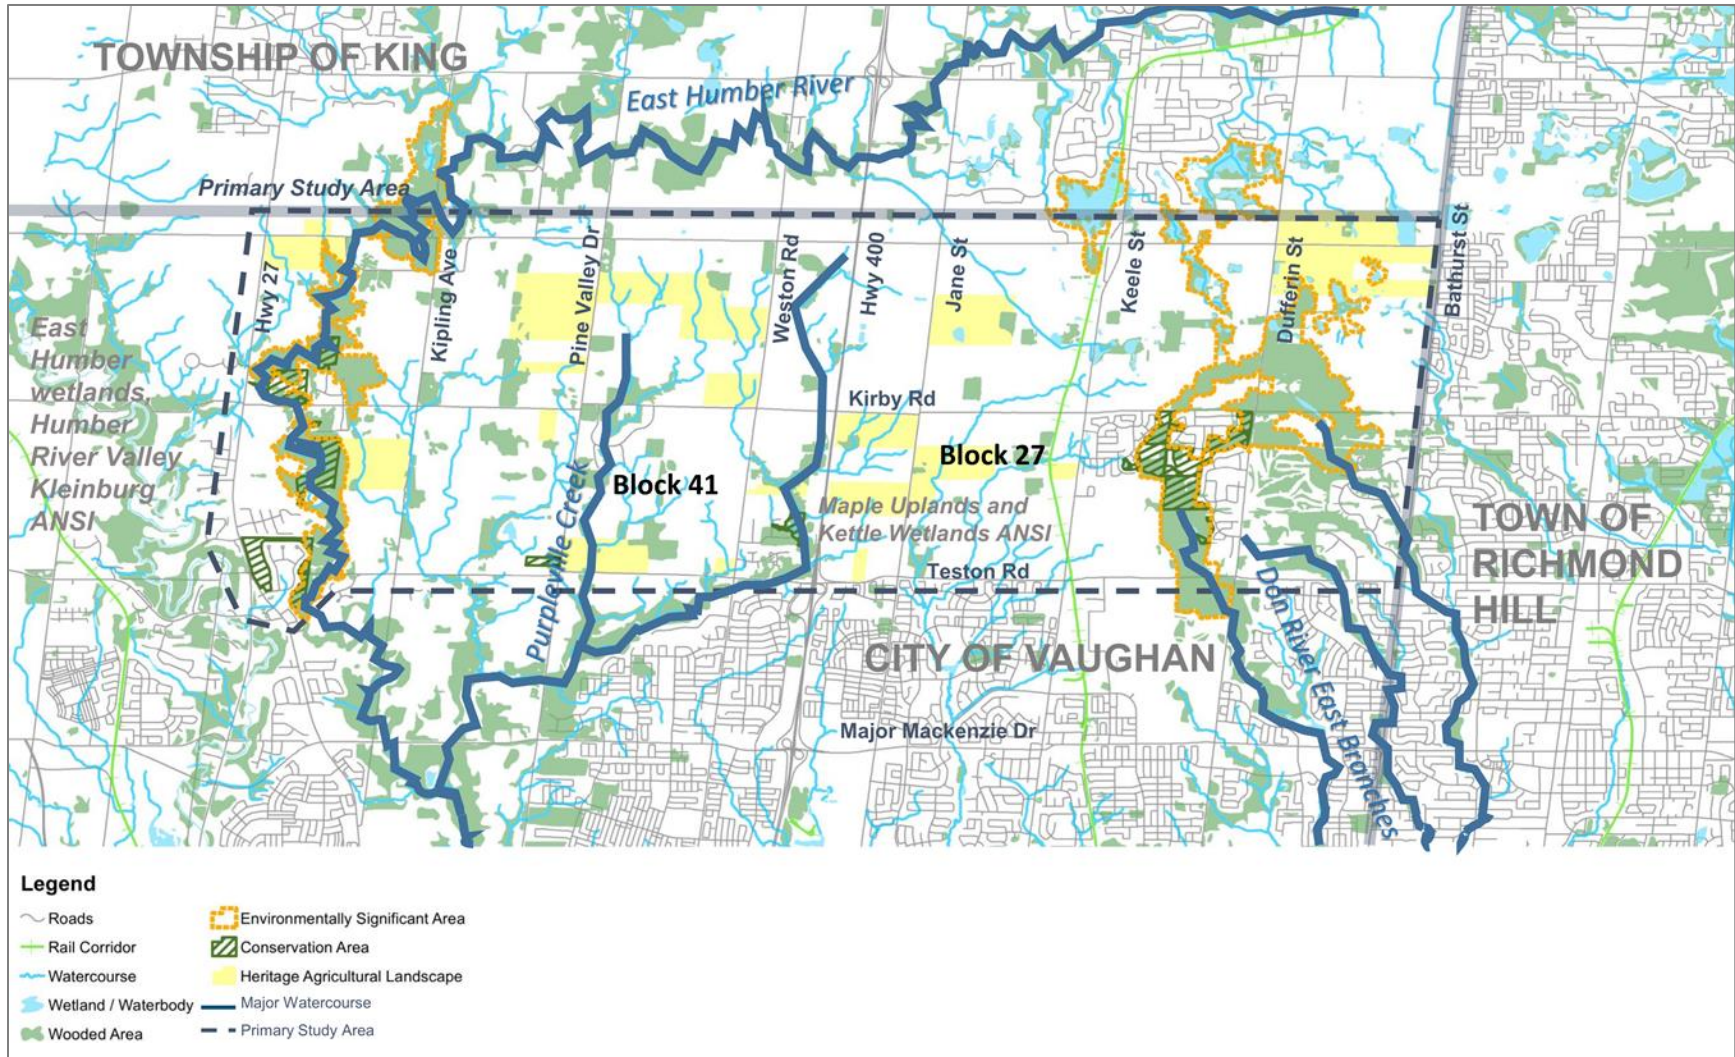 TOWNSHIP OF KING
East Humber River
Primary Study Area
Hwy 27
Kipling Ave
Pine Valley Dr
Weston Rd
Hwy 400
Jane St
Keele St
Dufferin St
Bathurst St
East
Humber
wetlands,
Humber
River Valley
Kleinburg
ANSI
Kirby Rd
Block 41
Block 27
Maple Uplands and
Kettle Wetlands ANSI
Purpleville Creek
Teston Rd
TOWN OF
RICHMOND
HILL
CITY OF VAUGHAN
Don River East Branches
Major Mackenzie Dr
Legend
Roads
Rail Corridor
Watercourse
Wetland / Waterbody
Wooded Area
Environmentally Significant Area
Conservation Area
Heritage Agricultural Landscape
Major Watercourse
Primary Study Area